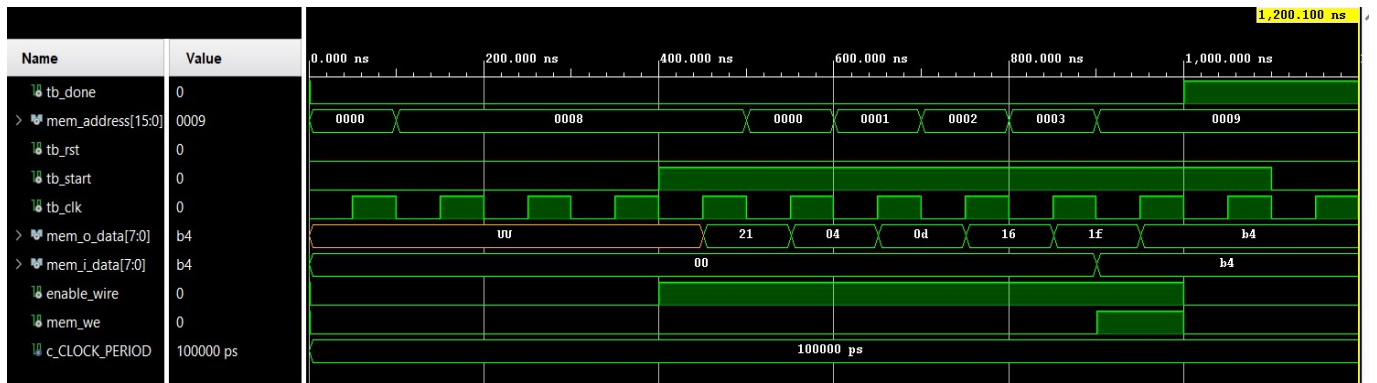 1,200.100 ns
Name Value 0.000 ns 200.000 ns 400.000 ns 600.000 ns 800.000 ns 1,000.000 ns
tb_done 0
mem_address[15:0] 0009 0000 0008 0000 0001 0002 0003 0009
tb_rst 0
tb_start 0
tb_clk 0
mem_o_data[7:0] b4 UU 21 04 0d 16 1f b4
mem_i_data[7:0] b4 00 b4
enable_wire 0
mem_we 0
c_CLOCK_PERIOD 100000 ps 100000 ps